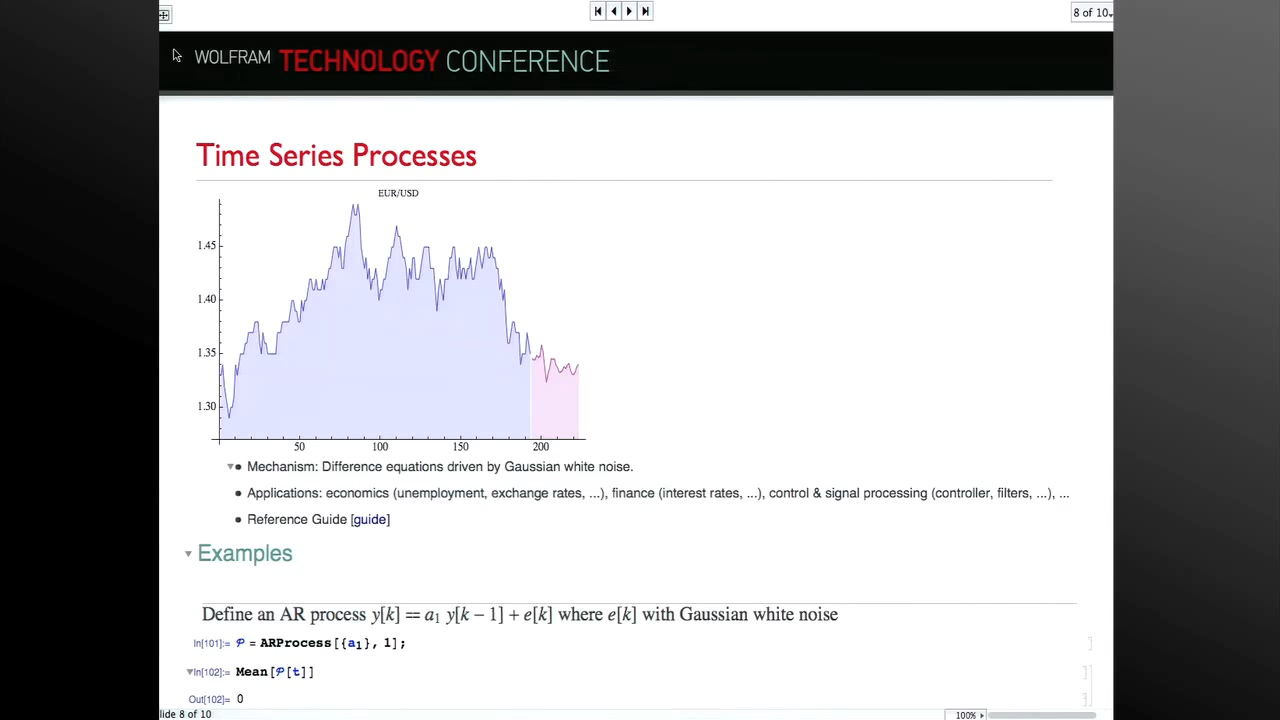 8 of 10
WOLFRAM TECHNOLOGY CONFERENCE
Time Series Processes
EUR/USD
1.45
1.40
1.35
1.30
50 100 150 200
• Mechanism: Difference equations driven by Gaussian white noise.
• Applications: economics (unemployment, exchange rates, ...), finance (interest rates, ...), control & signal processing (controller, filters, ...), ...
• Reference Guide [guide]
Examples
Define an AR process y[k] == a₁ y[k − 1] + e[k] where e[k] with Gaussian white noise
In[101]:= 𝒫 = ARProcess[{a₁}, 1];
In[102]:= Mean[𝒫[t]]
Out[102]= 0
lide 8 of 10
100%